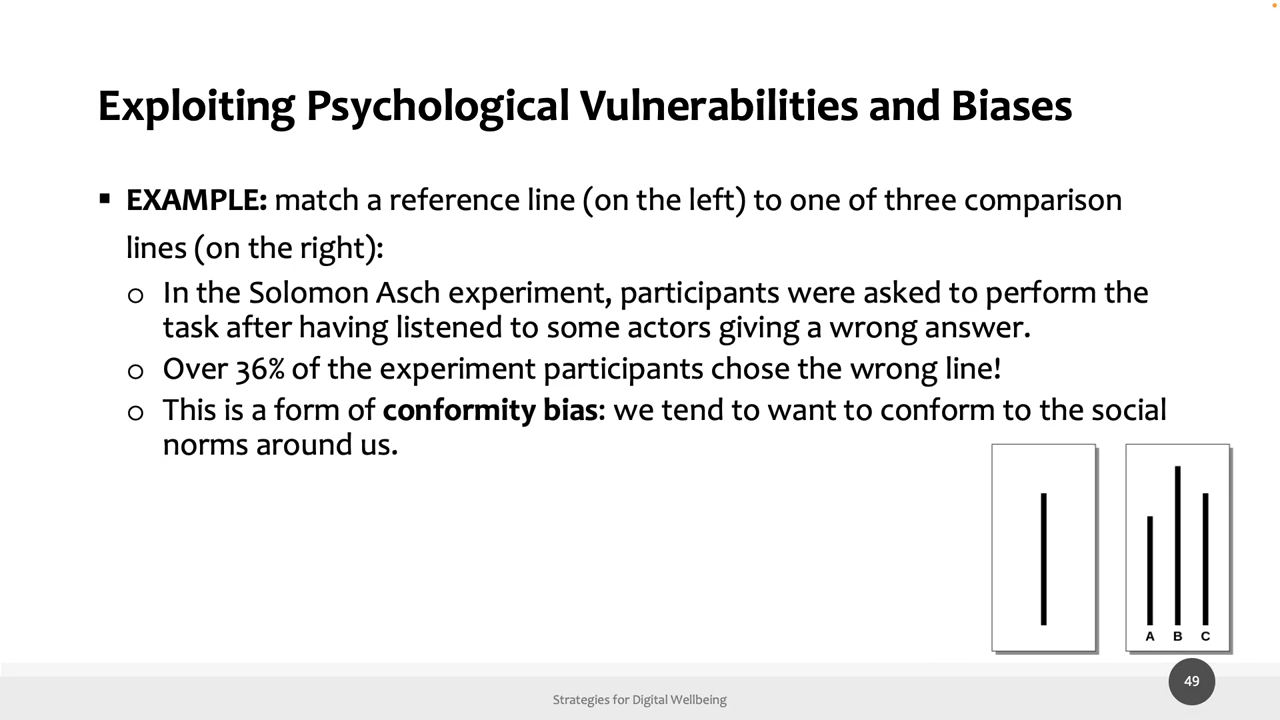 Exploiting Psychological Vulnerabilities and Biases
▪ EXAMPLE: match a reference line (on the left) to one of three comparison
lines (on the right):
o In the Solomon Asch experiment, participants were asked to perform the
task after having listened to some actors giving a wrong answer.
o Over 36% of the experiment participants chose the wrong line!
o This is a form of conformity bias: we tend to want to conform to the social
norms around us.
A B C
49
Strategies for Digital Wellbeing